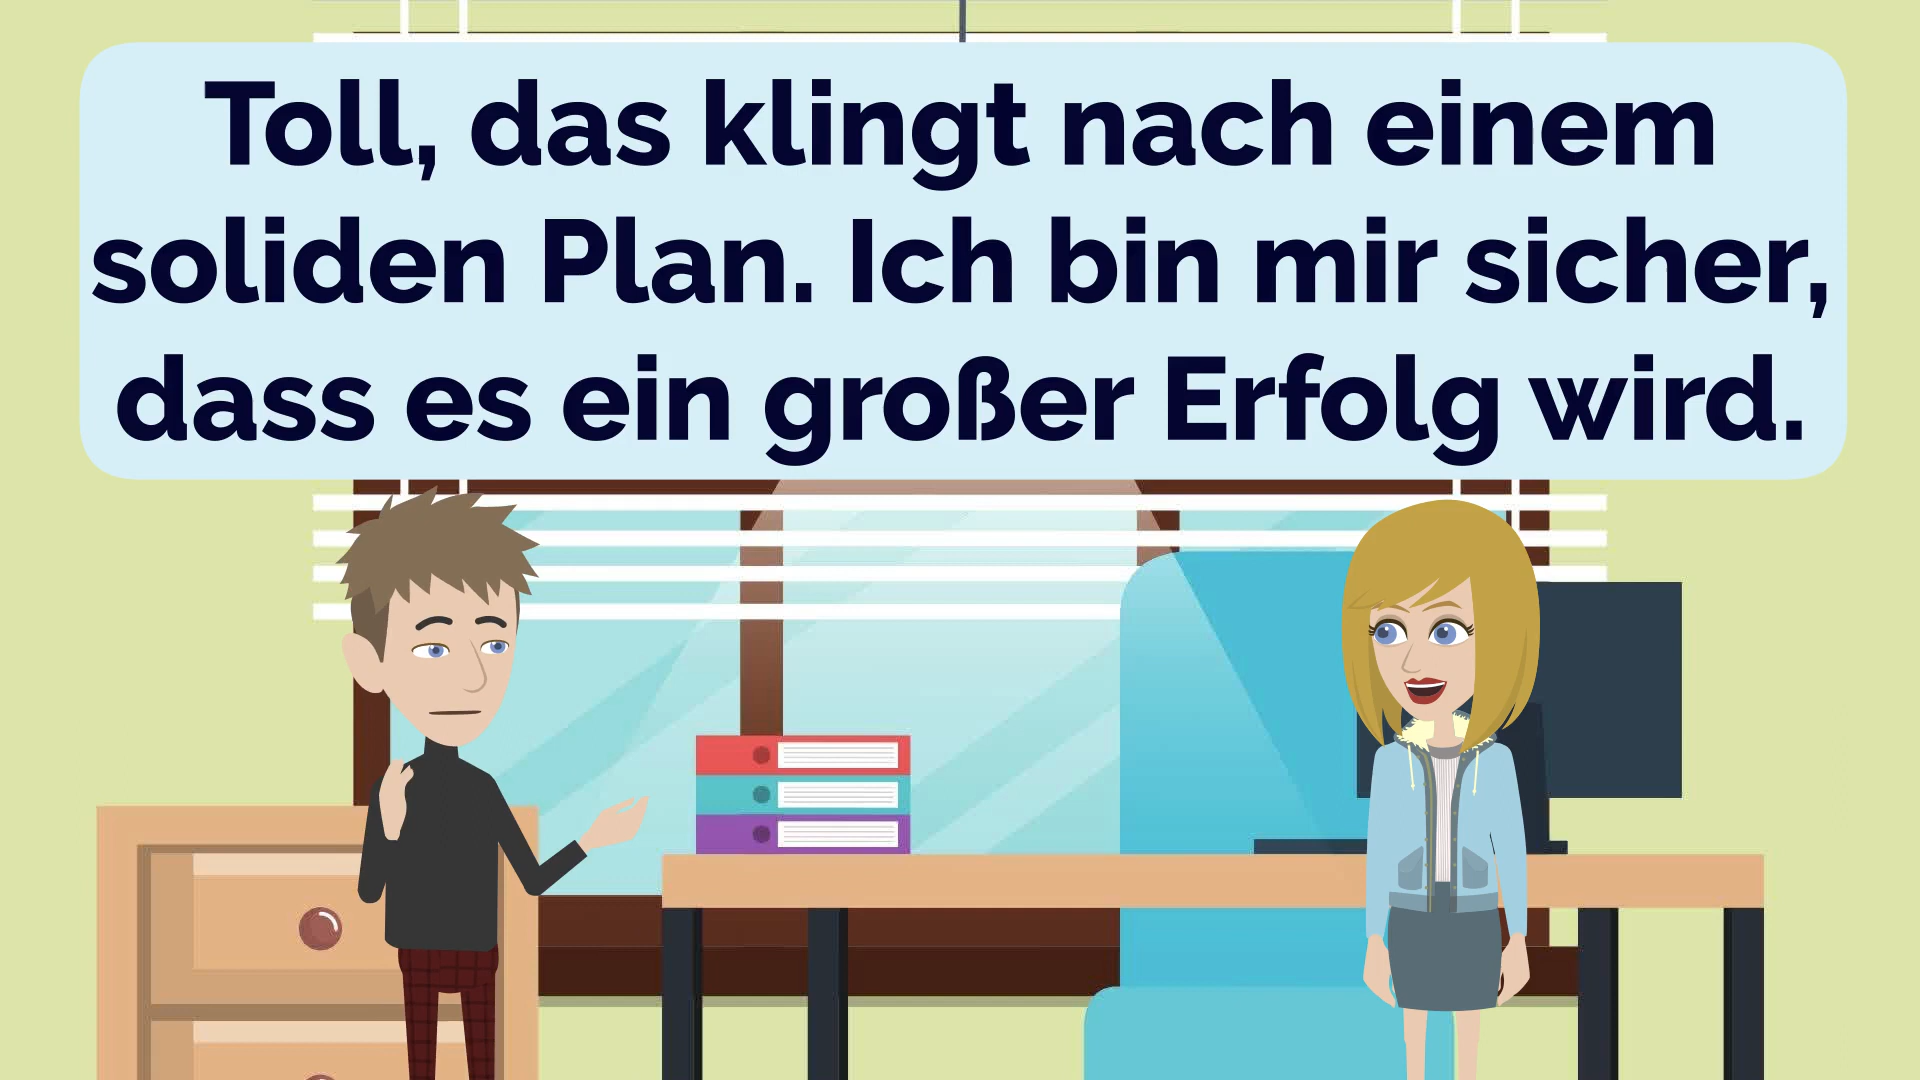 Toll, das klingt nach einem
soliden Plan. Ich bin mir sicher,
dass es ein großer Erfolg wird.